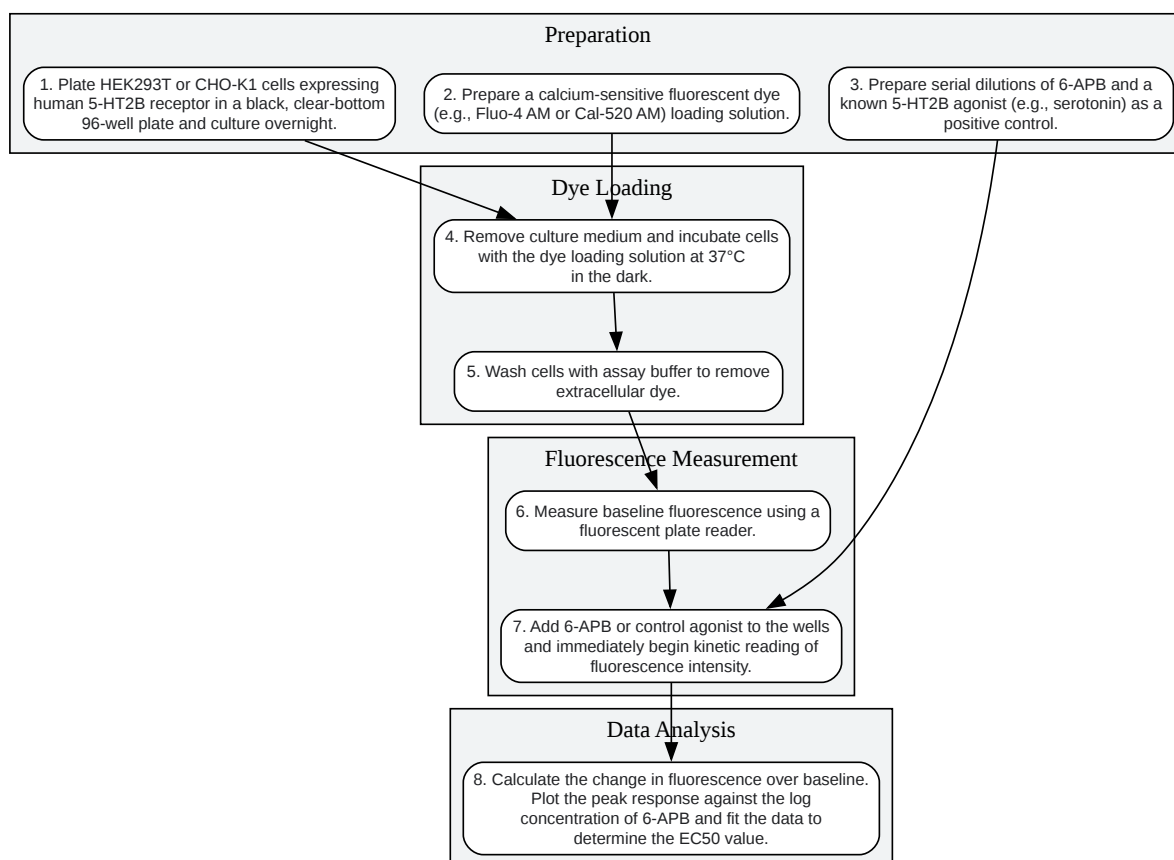 Preparation
1. Plate HEK293T or CHO-K1 cells expressing
human 5-HT2B receptor in a black, clear-bottom
96-well plate and culture overnight.
2. Prepare a calcium-sensitive fluorescent dye
(e.g., Fluo-4 AM or Cal-520 AM) loading solution.
3. Prepare serial dilutions of 6-APB and a
known 5-HT2B agonist (e.g., serotonin) as a
positive control.
Dye Loading
4. Remove culture medium and incubate cells
with the dye loading solution at 37°C
in the dark.
5. Wash cells with assay buffer to remove
extracellular dye.
Fluorescence Measurement
6. Measure baseline fluorescence using a
fluorescent plate reader.
7. Add 6-APB or control agonist to the wells
and immediately begin kinetic reading of
fluorescence intensity.
Data Analysis
8. Calculate the change in fluorescence over baseline.
Plot the peak response against the log
concentration of 6-APB and fit the data to
determine the EC50 value.